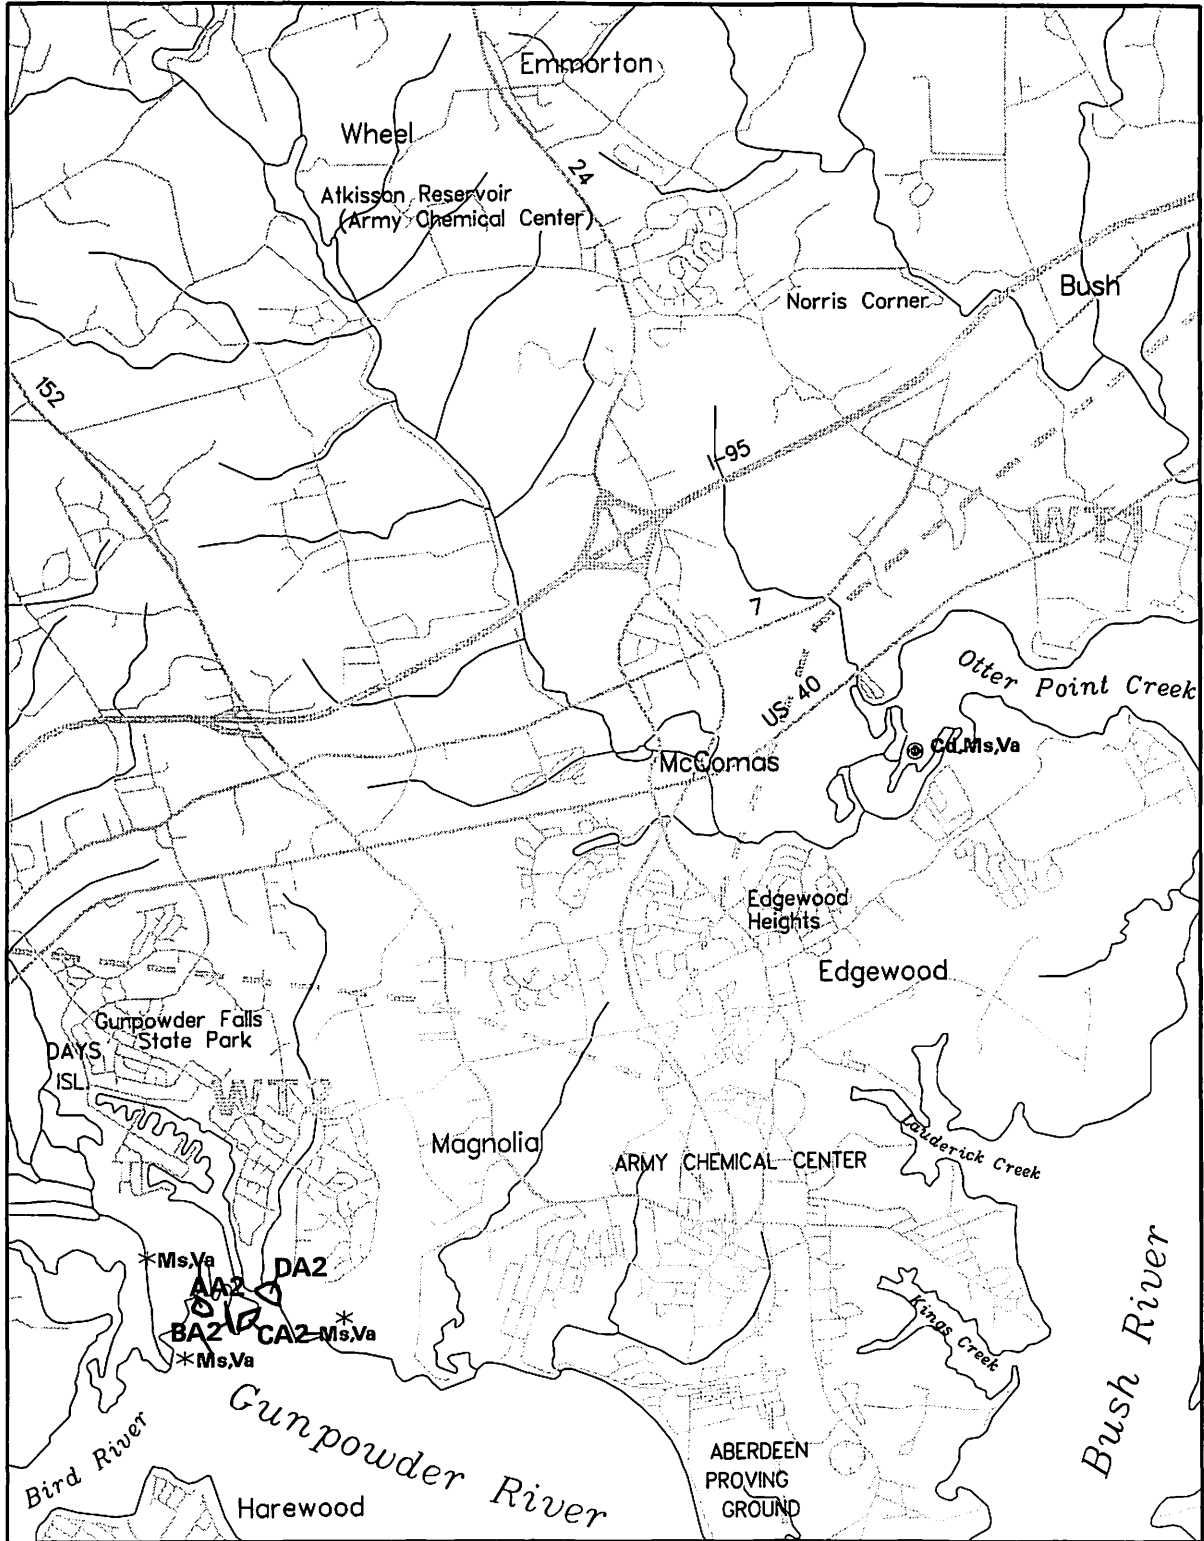 Emmorton
Wheel
24
Atkisson Reservoir
(Army Chemical Center)
Norris Corner
Bush
152
I-95
WT1
7
Otter Point Creek
US 40
McComas
Cd,Ms,Va
Edgewood
Heights
Edgewood
Gunpowder Falls
State Park
DAYS
ISL
WT2
Magnolia
Lauderick Creek
ARMY CHEMICAL CENTER
Ms,Va
AA2
DA2
BA2
CA2
Ms,Va
Ms,Va
Kings Creek
Bush River
Gunpowder River
Bird River
Harewood
ABERDEEN
PROVING
GROUND